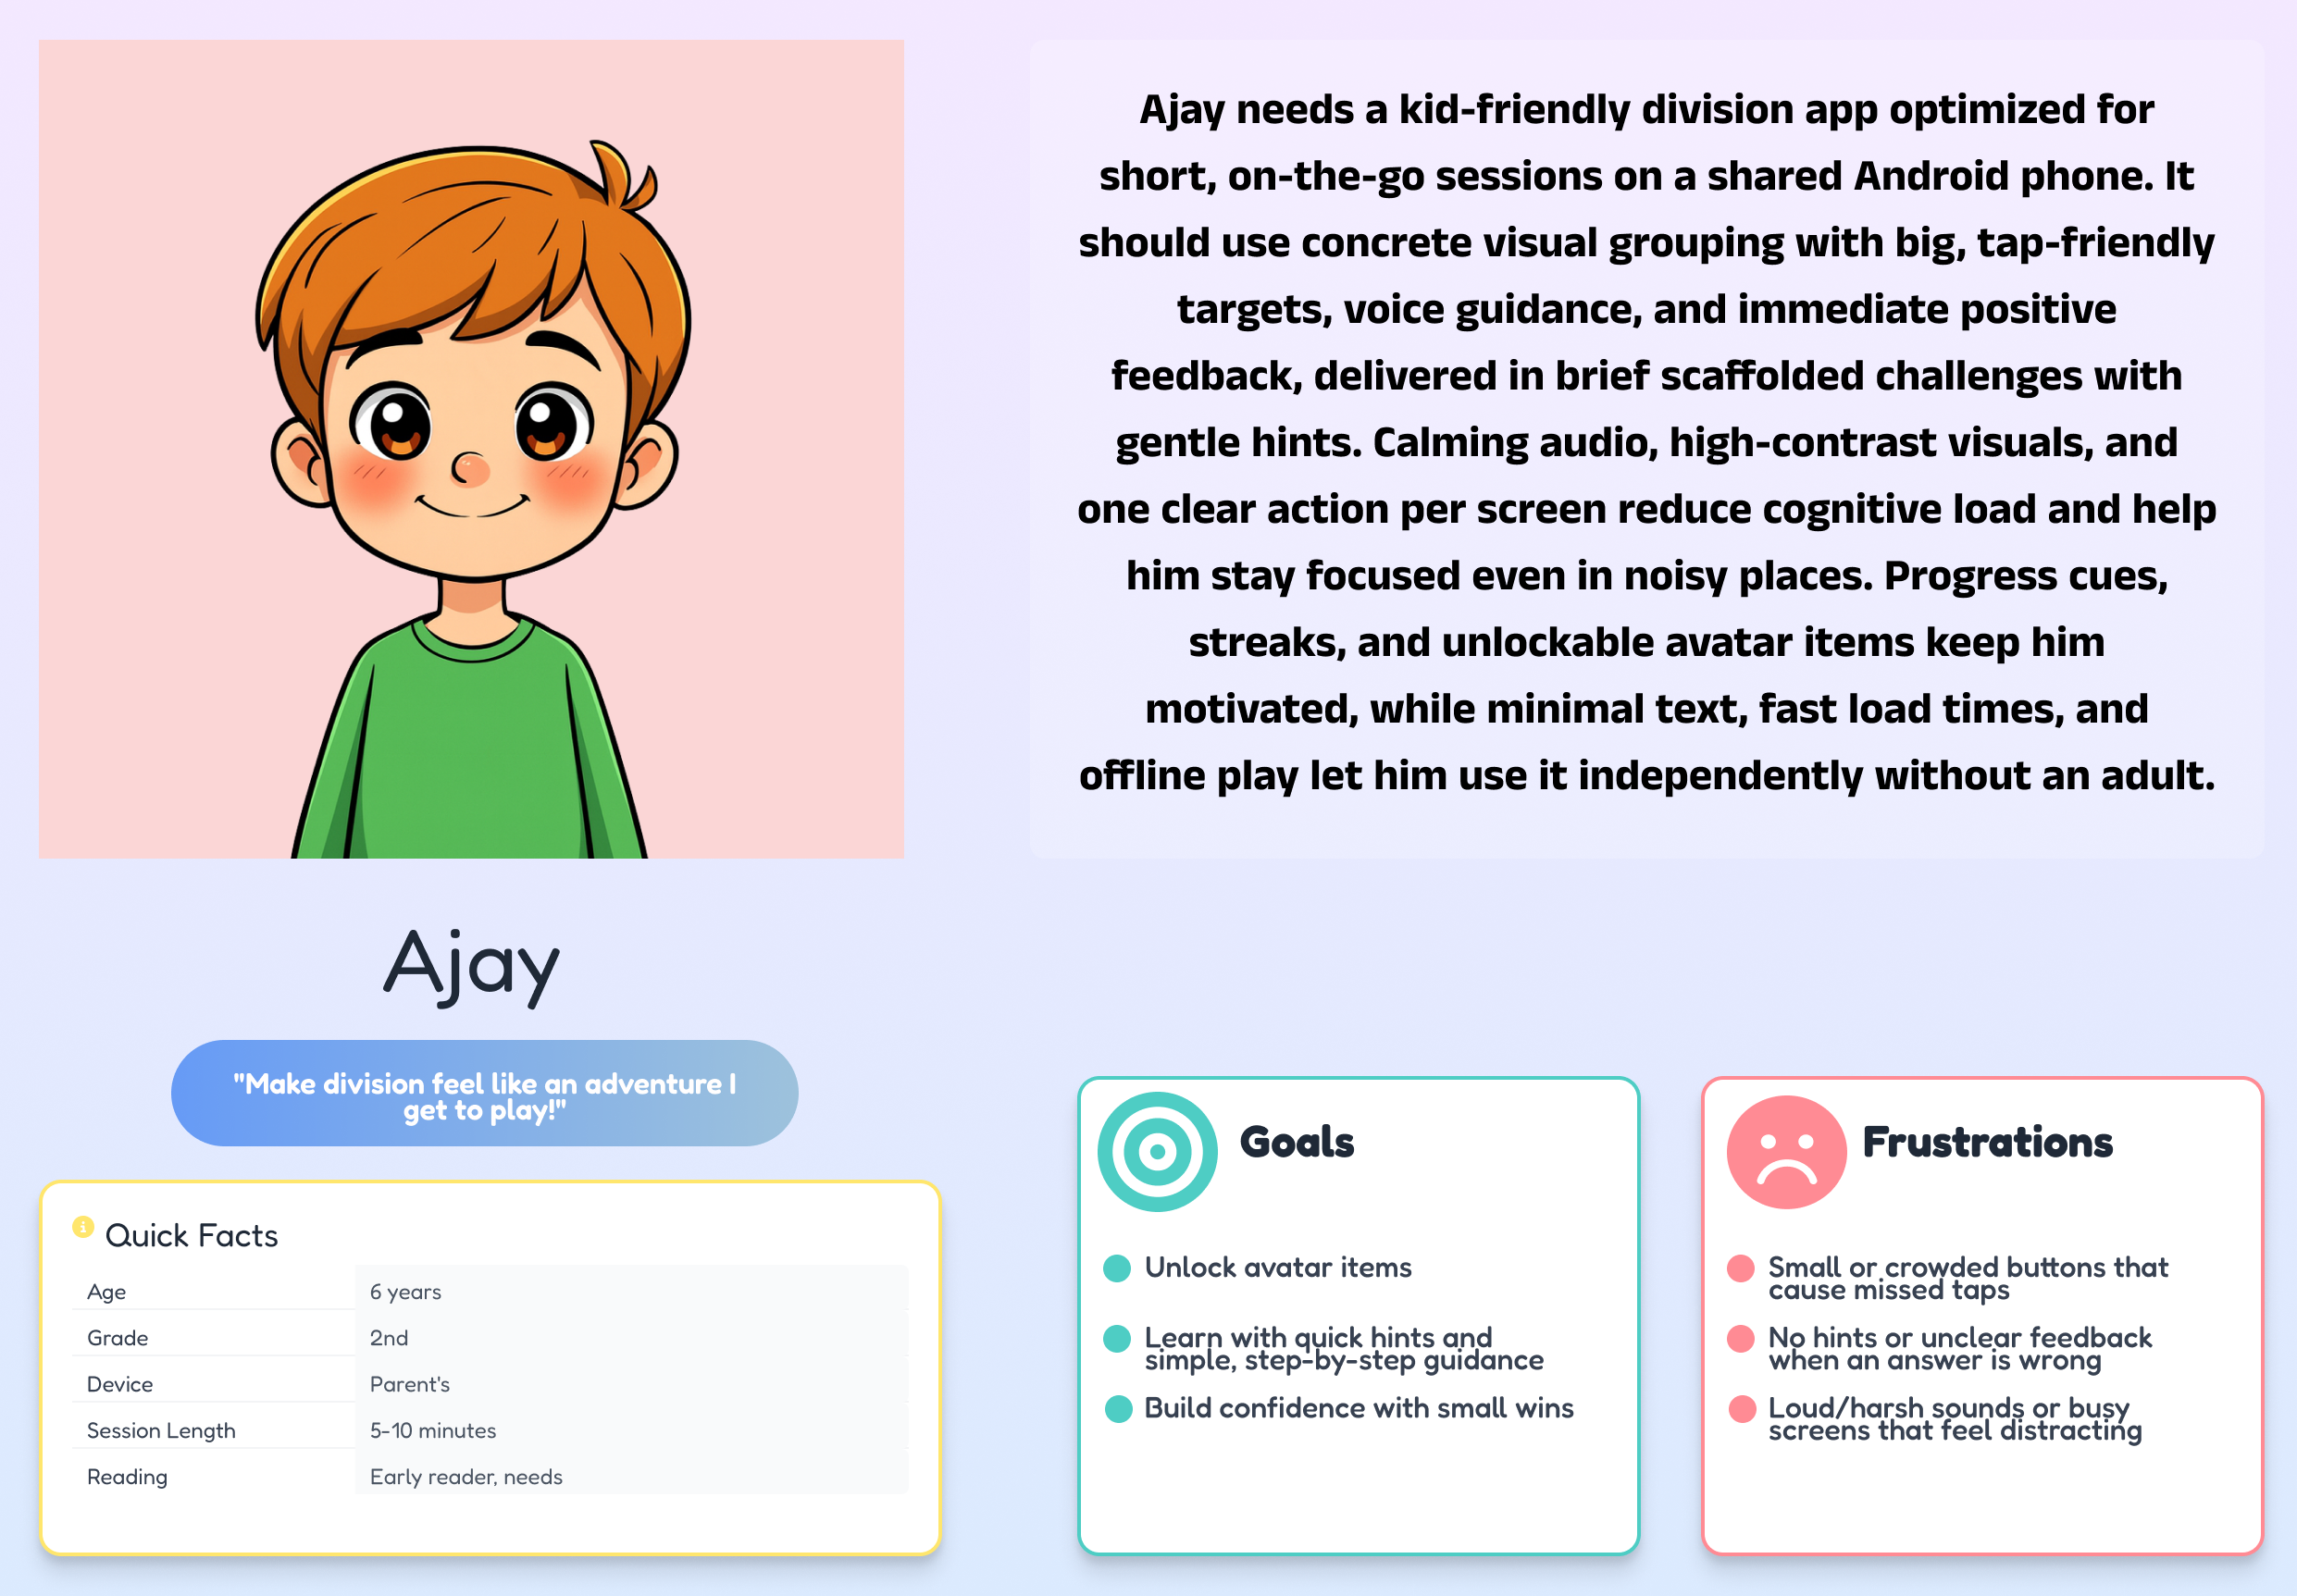 Ajay needs a kid-friendly division app optimized for
short, on-the-go sessions on a shared Android phone. It
should use concrete visual grouping with big, tap-friendly
targets, voice guidance, and immediate positive
feedback, delivered in brief scaffolded challenges with
gentle hints. Calming audio, high-contrast visuals, and
one clear action per screen reduce cognitive load and help
him stay focused even in noisy places. Progress cues,
streaks, and unlockable avatar items keep him
motivated, while minimal text, fast load times, and
offline play let him use it independently without an adult.
Ajay
"Make division feel like an adventure I
get to play!"
Quick Facts
Age 6 years
Grade 2nd
Device Parent's
Session Length 5-10 minutes
Reading Early reader, needs
Goals
Unlock avatar items
Learn with quick hints and
simple, step-by-step guidance
Build confidence with small wins
Frustrations
Small or crowded buttons that
cause missed taps
No hints or unclear feedback
when an answer is wrong
Loud/harsh sounds or busy
screens that feel distracting